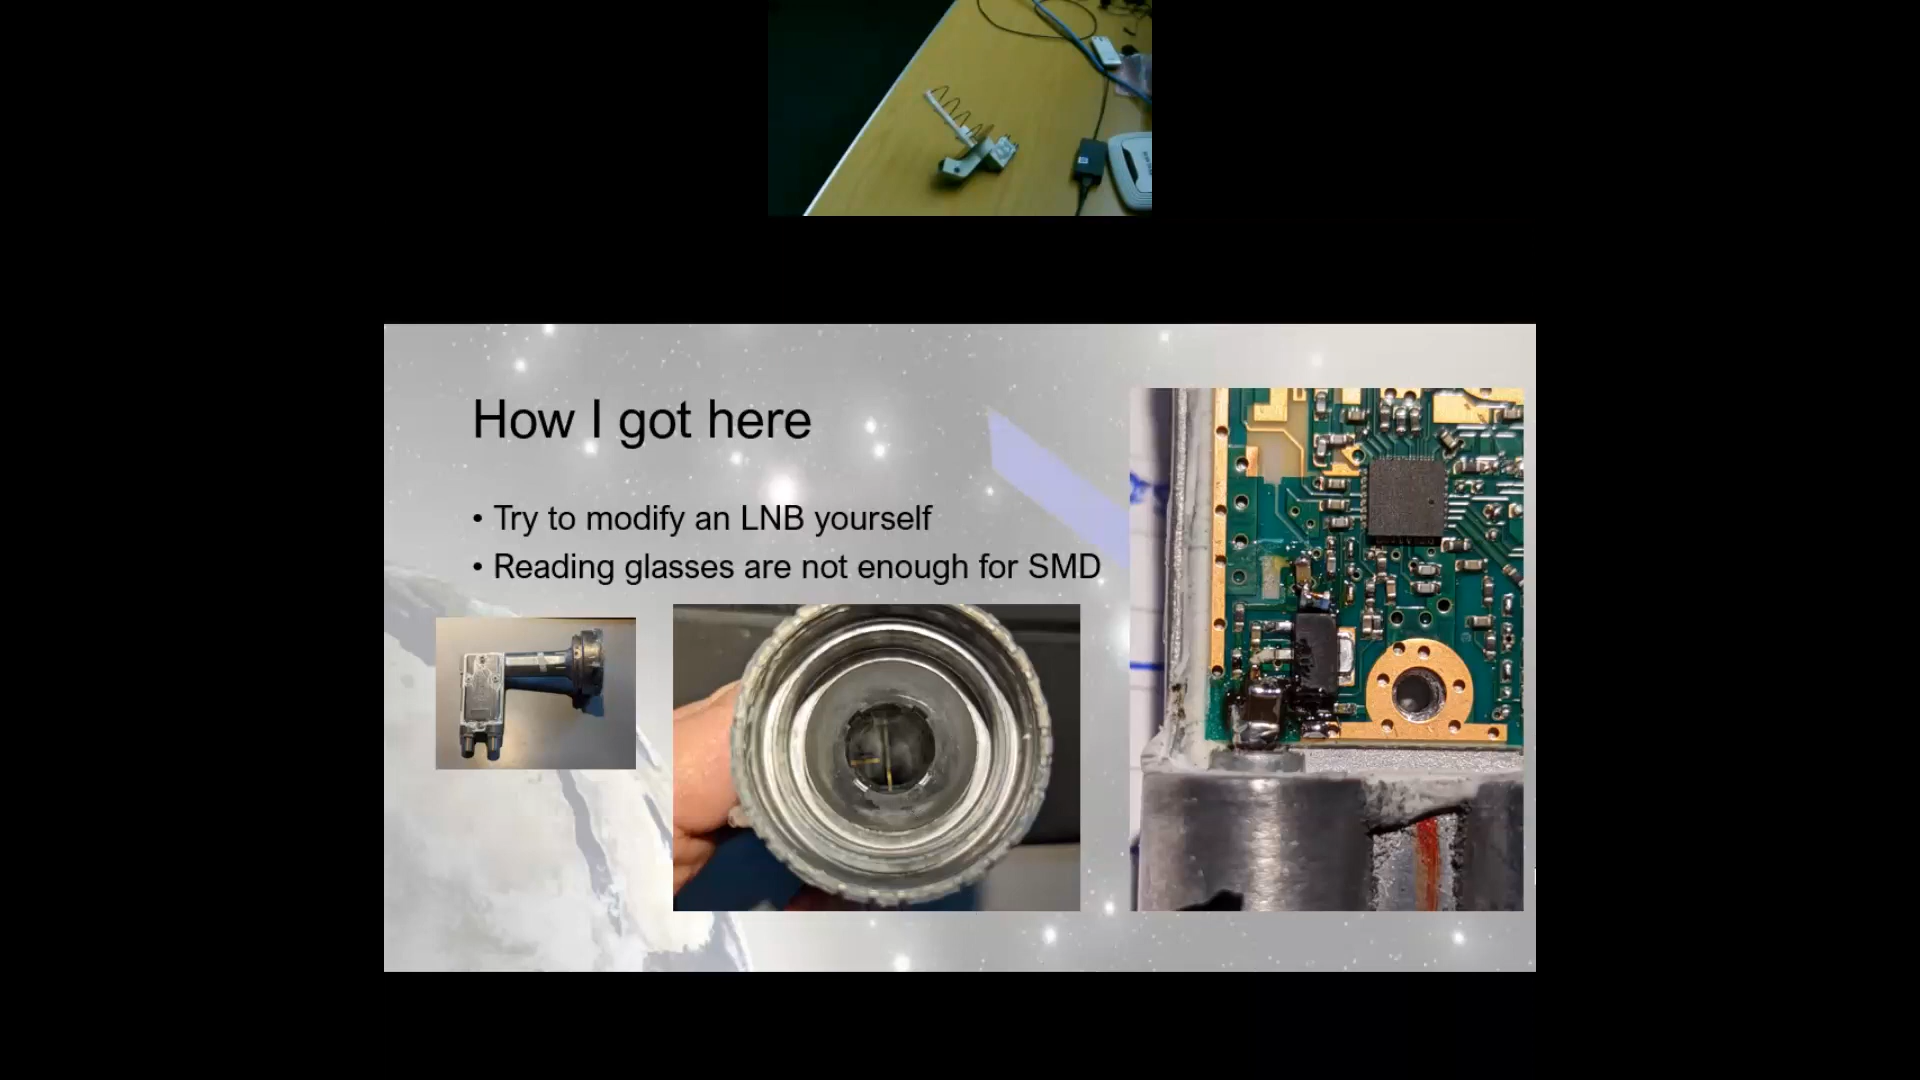 How I got here
• Try to modify an LNB yourself
• Reading glasses are not enough for SMD